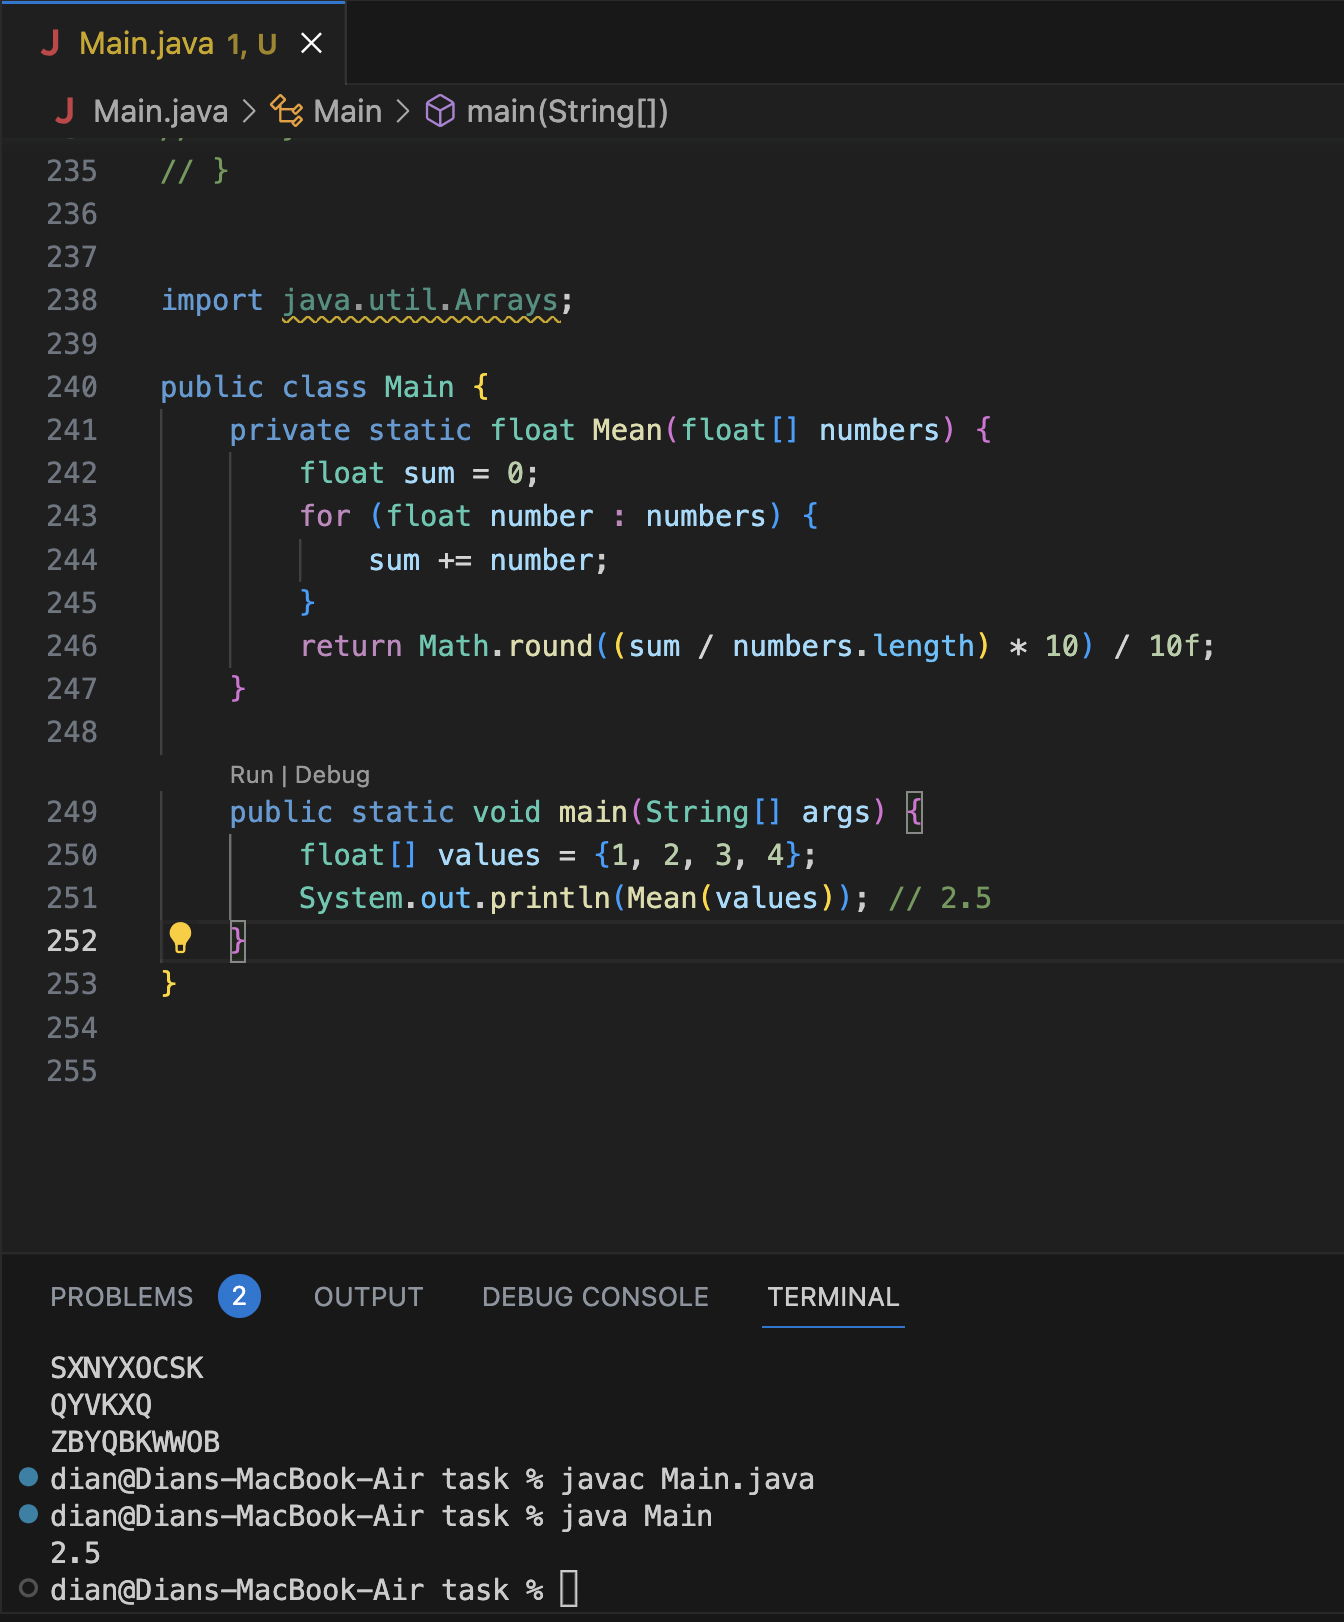 Main.java 1, U
Main.java > Main > main(String[])
235 // }
236
237
238 import java.util.Arrays;
239
240 public class Main {
241 private static float Mean(float[] numbers) {
242 float sum = 0;
243 for (float number : numbers) {
244 sum += number;
245 }
246 return Math.round((sum / numbers.length) * 10) / 10f;
247 }
248
Run | Debug
249 public static void main(String[] args) {
250 float[] values = {1, 2, 3, 4};
251 System.out.println(Mean(values)); // 2.5
252 }
253 }
254
255
PROBLEMS 2 OUTPUT DEBUG CONSOLE TERMINAL
SXNYXOCSK
QYVKXQ
ZBYQBKWWOB
dian@Dians-MacBook-Air task % javac Main.java
dian@Dians-MacBook-Air task % java Main
2.5
dian@Dians-MacBook-Air task %